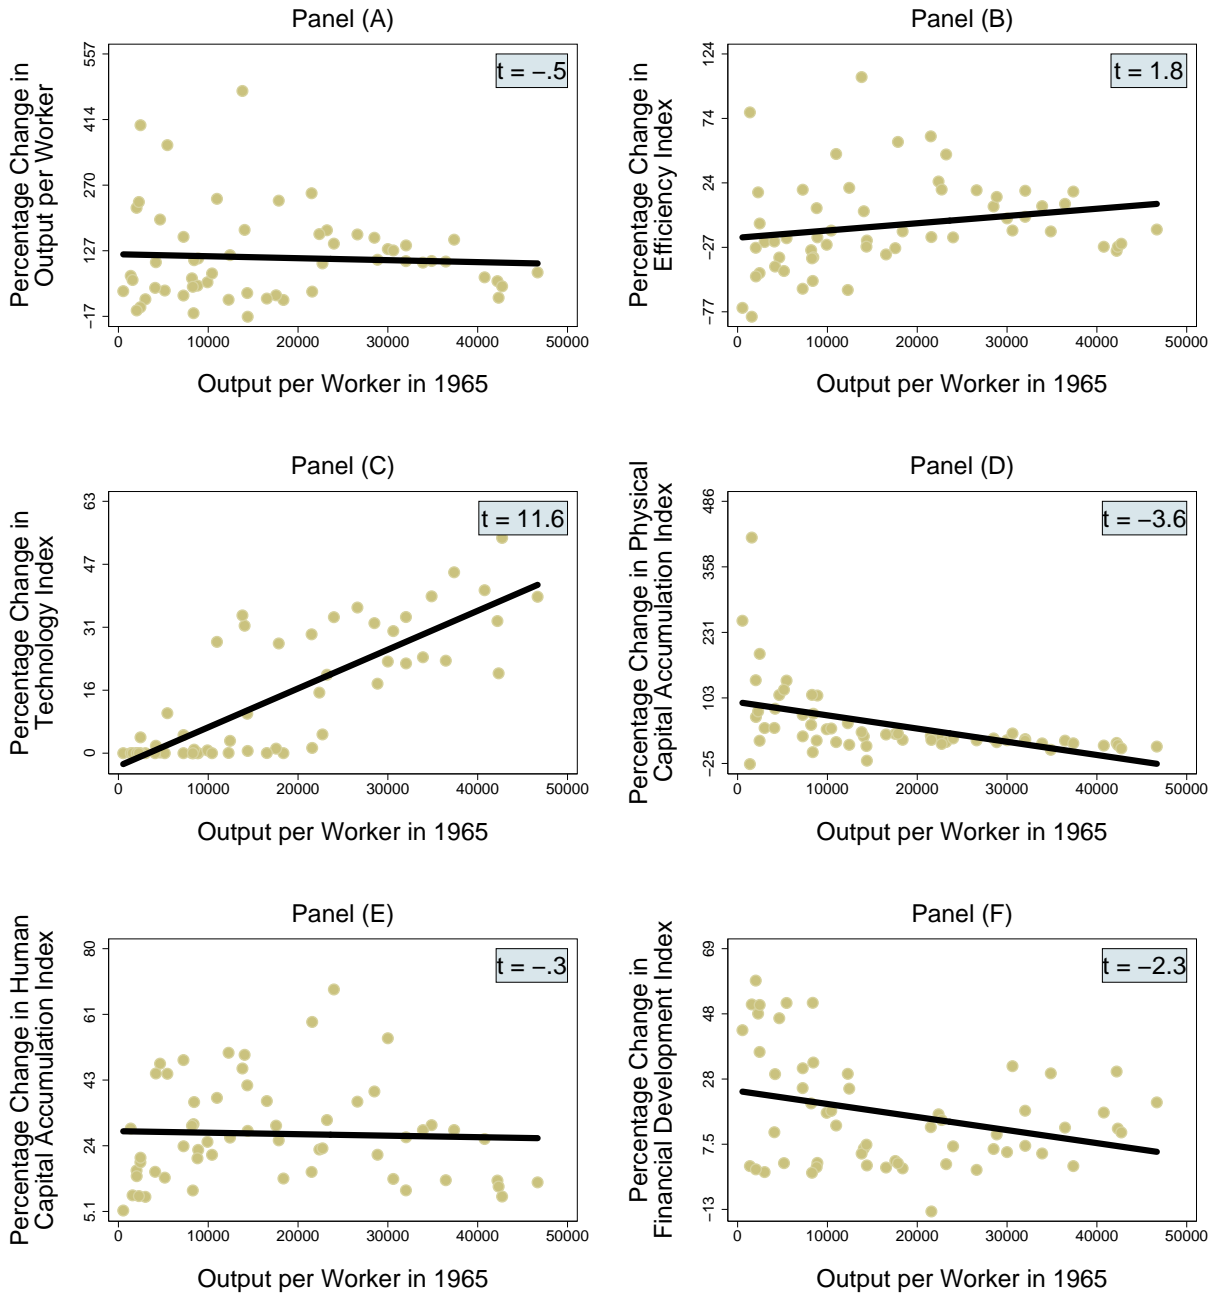 Panel (A)
Percentage Change in
Output per Worker
557
414
270
127
−17
t = −.5
0 10000 20000 30000 40000 50000
Output per Worker in 1965
Panel (B)
Percentage Change in
Efficiency Index
124
74
24
−27
−77
t = 1.8
0 10000 20000 30000 40000 50000
Output per Worker in 1965
Panel (C)
Percentage Change in
Technology Index
63
47
31
16
0
t = 11.6
0 10000 20000 30000 40000 50000
Output per Worker in 1965
Panel (D)
Percentage Change in Physical
Capital Accumulation Index
486
358
231
103
−25
t = −3.6
0 10000 20000 30000 40000 50000
Output per Worker in 1965
Panel (E)
Percentage Change in Human
Capital Accumulation Index
80
61
43
24
5.1
t = −.3
0 10000 20000 30000 40000 50000
Output per Worker in 1965
Panel (F)
Percentage Change in
Financial Development Index
69
48
28
7.5
−13
t = −2.3
0 10000 20000 30000 40000 50000
Output per Worker in 1965